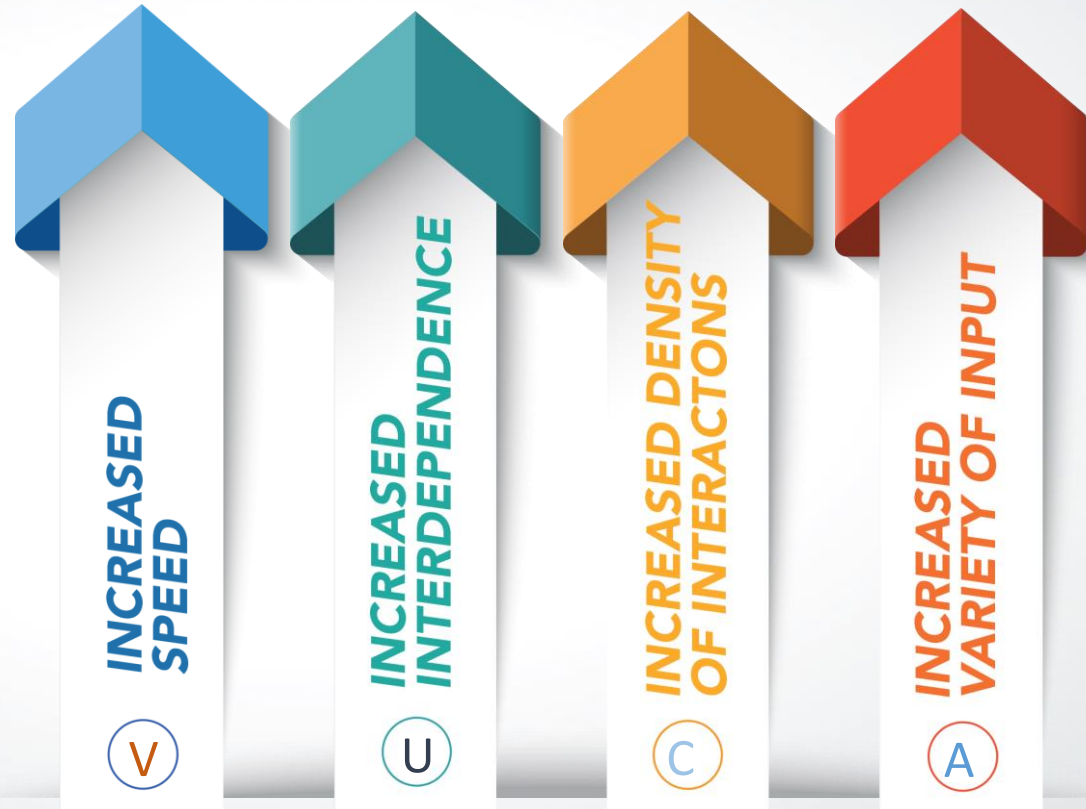 INCREASED
SPEED
V
INCREASED
INTERDEPENDENCE
U
INCREASED DENSITY
OF INTERACTONS
C
INCREASED
VARIETY OF INPUT
A